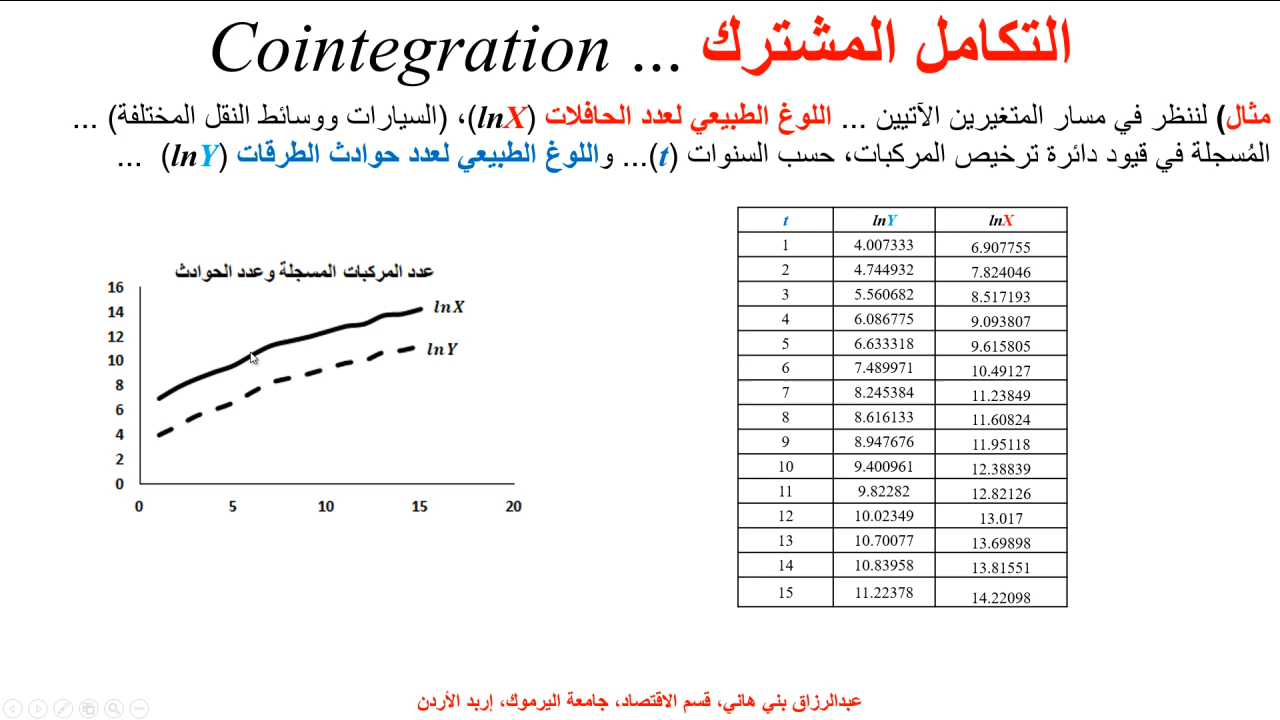 التكامل المشترك ... Cointegration
مثال) لننظر في مسار المتغيرين الآتيين ... اللوغ الطبيعي لعدد الحافلات (lnX)، (السيارات ووسائط النقل المختلفة) ...
المُسجلة في قيود دائرة ترخيص المركبات، حسب السنوات (t)... واللوغ الطبيعي لعدد حوادث الطرقات (lnY) ...
عدد المركبات المسجلة وعدد الحوادث
16
14
12
10
8
6
4
2
0
0 5 10 15 20
lnX
lnY
t lnY lnX
1 4.007333 6.907755
2 4.744932 7.824046
3 5.560682 8.517193
4 6.086775 9.093807
5 6.633318 9.615805
6 7.489971 10.49127
7 8.245384 11.23849
8 8.616133 11.60824
9 8.947676 11.95118
10 9.400961 12.38839
11 9.82282 12.82126
12 10.02349 13.017
13 10.70077 13.69898
14 10.83958 13.81551
15 11.22378 14.22098
عبدالرزاق بني هاني، قسم الاقتصاد، جامعة اليرموك، إربد الأردن